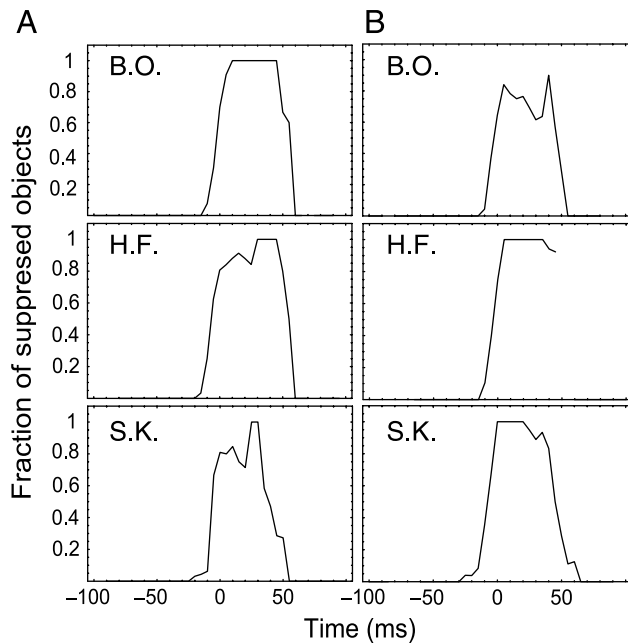 A B
1 B.O. B.O.
0.8
0.6
0.4
0.2
1 H.F. H.F.
0.8
0.6
0.4
0.2
1 S.K. S.K.
0.8
0.6
0.4
0.2
Fraction of suppresed objects
–100 –50 0 50 –100 –50 0 50
Time (ms)